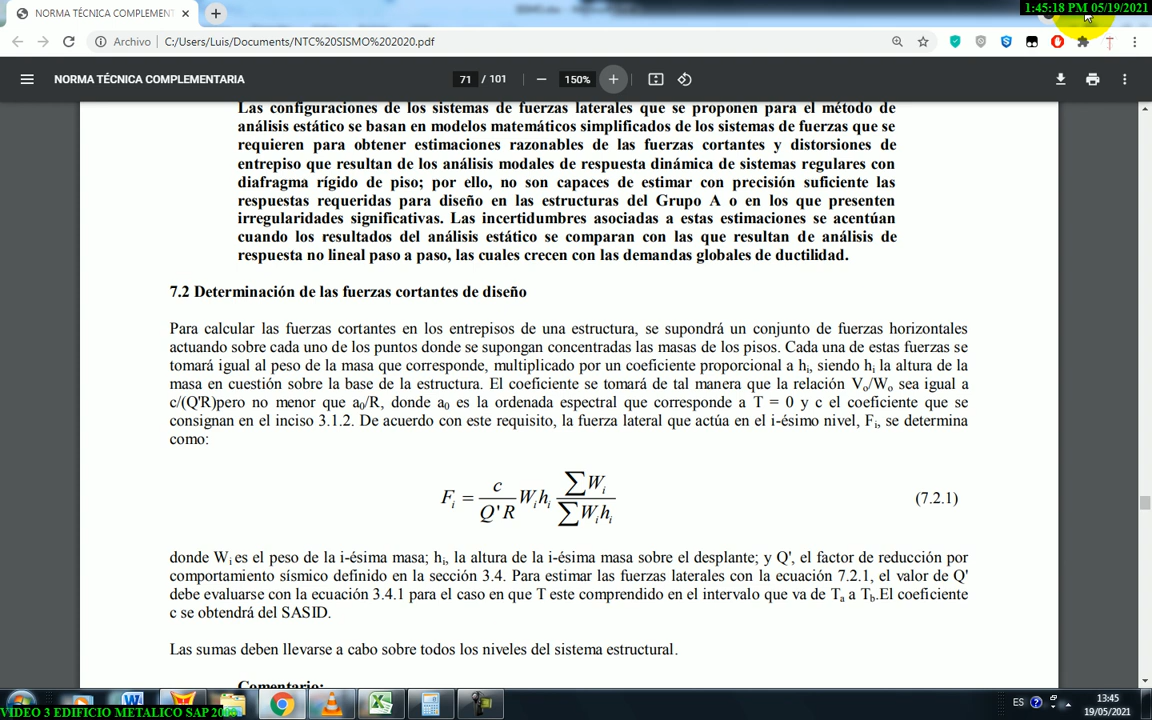 NORMA TÉCNICA COMPLEMENT
1:45:18 PM 05/19/2021
Archivo
C:/Users/Luis/Documents/NTC%20SISMO%202020.pdf
NORMA TÉCNICA COMPLEMENTARIA
71 / 101
150%
Las configuraciones de los sistemas de fuerzas laterales que se proponen para el método de
análisis estático se basan en modelos matemáticos simplificados de los sistemas de fuerzas que se
requieren para obtener estimaciones razonables de las fuerzas cortantes y distorsiones de
entrepiso que resultan de los análisis modales de respuesta dinámica de sistemas regulares con
diafragma rígido de piso; por ello, no son capaces de estimar con precisión suficiente las
respuestas requeridas para diseño en las estructuras del Grupo A o en los que presenten
irregularidades significativas. Las incertidumbres asociadas a estas estimaciones se acentúan
cuando los resultados del análisis estático se comparan con las que resultan de análisis de
respuesta no lineal paso a paso, las cuales crecen con las demandas globales de ductilidad.
7.2 Determinación de las fuerzas cortantes de diseño
Para calcular las fuerzas cortantes en los entrepisos de una estructura, se supondrá un conjunto de fuerzas horizontales
actuando sobre cada uno de los puntos donde se supongan concentradas las masas de los pisos. Cada una de estas fuerzas se
tomará igual al peso de la masa que corresponde, multiplicado por un coeficiente proporcional a hi, siendo hi la altura de la
masa en cuestión sobre la base de la estructura. El coeficiente se tomará de tal manera que la relación Vo/Wo sea igual a
c/(Q'R)pero no menor que a0/R, donde a0 es la ordenada espectral que corresponde a T = 0 y c el coeficiente que se
consignan en el inciso 3.1.2. De acuerdo con este requisito, la fuerza lateral que actúa en el i-ésimo nivel, Fi, se determina
como:
Fi = c/Q'R Wihi ∑Wi/∑Wihi (7.2.1)
donde Wi es el peso de la i-ésima masa; hi, la altura de la i-ésima masa sobre el desplante; y Q', el factor de reducción por
comportamiento sísmico definido en la sección 3.4. Para estimar las fuerzas laterales con la ecuación 7.2.1, el valor de Q'
debe evaluarse con la ecuación 3.4.1 para el caso en que T este comprendido en el intervalo que va de Ta a Tb.El coeficiente
c se obtendrá del SASID.
Las sumas deben llevarse a cabo sobre todos los niveles del sistema estructural.
Comentario:
VIDEO 3 EDIFICIO METALICO SAP
ES
13:45
19/05/2021